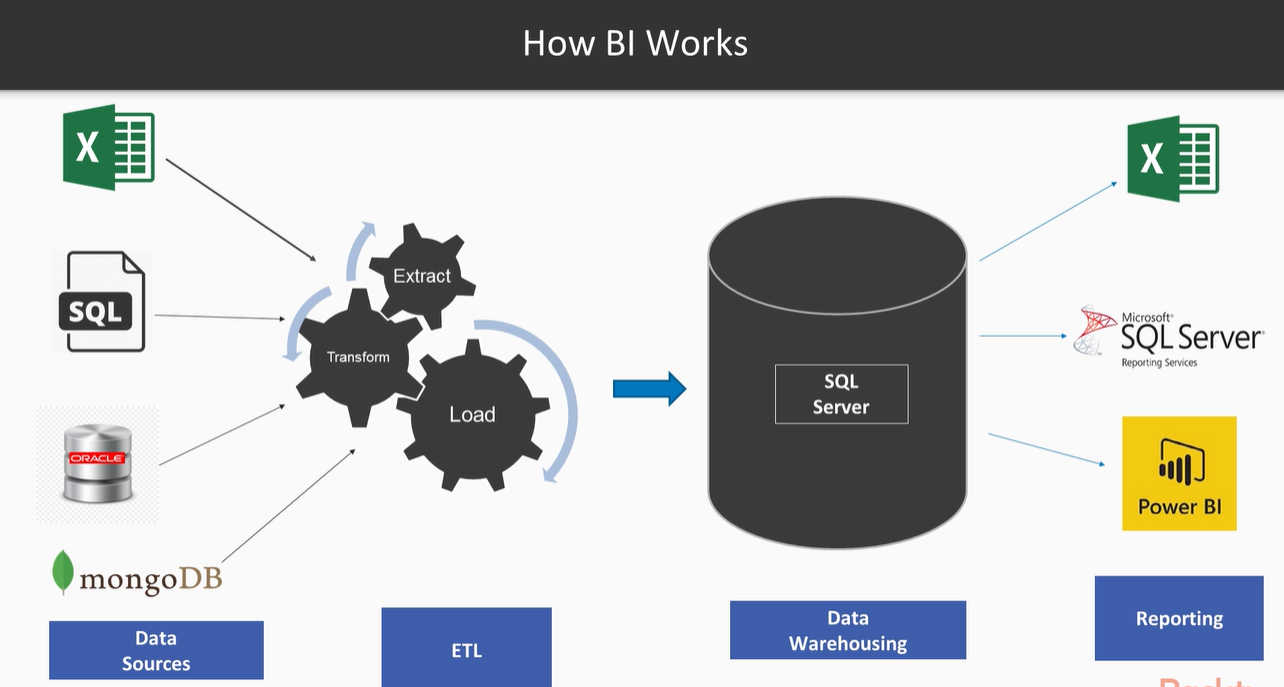 How BI Works
X
SQL
ORACLE
mongoDB
Data
Sources
Extract
Transform
Load
ETL
SQL
Server
Data
Warehousing
X
Microsoft®
SQL Server®
Reporting Services
Power BI
Reporting